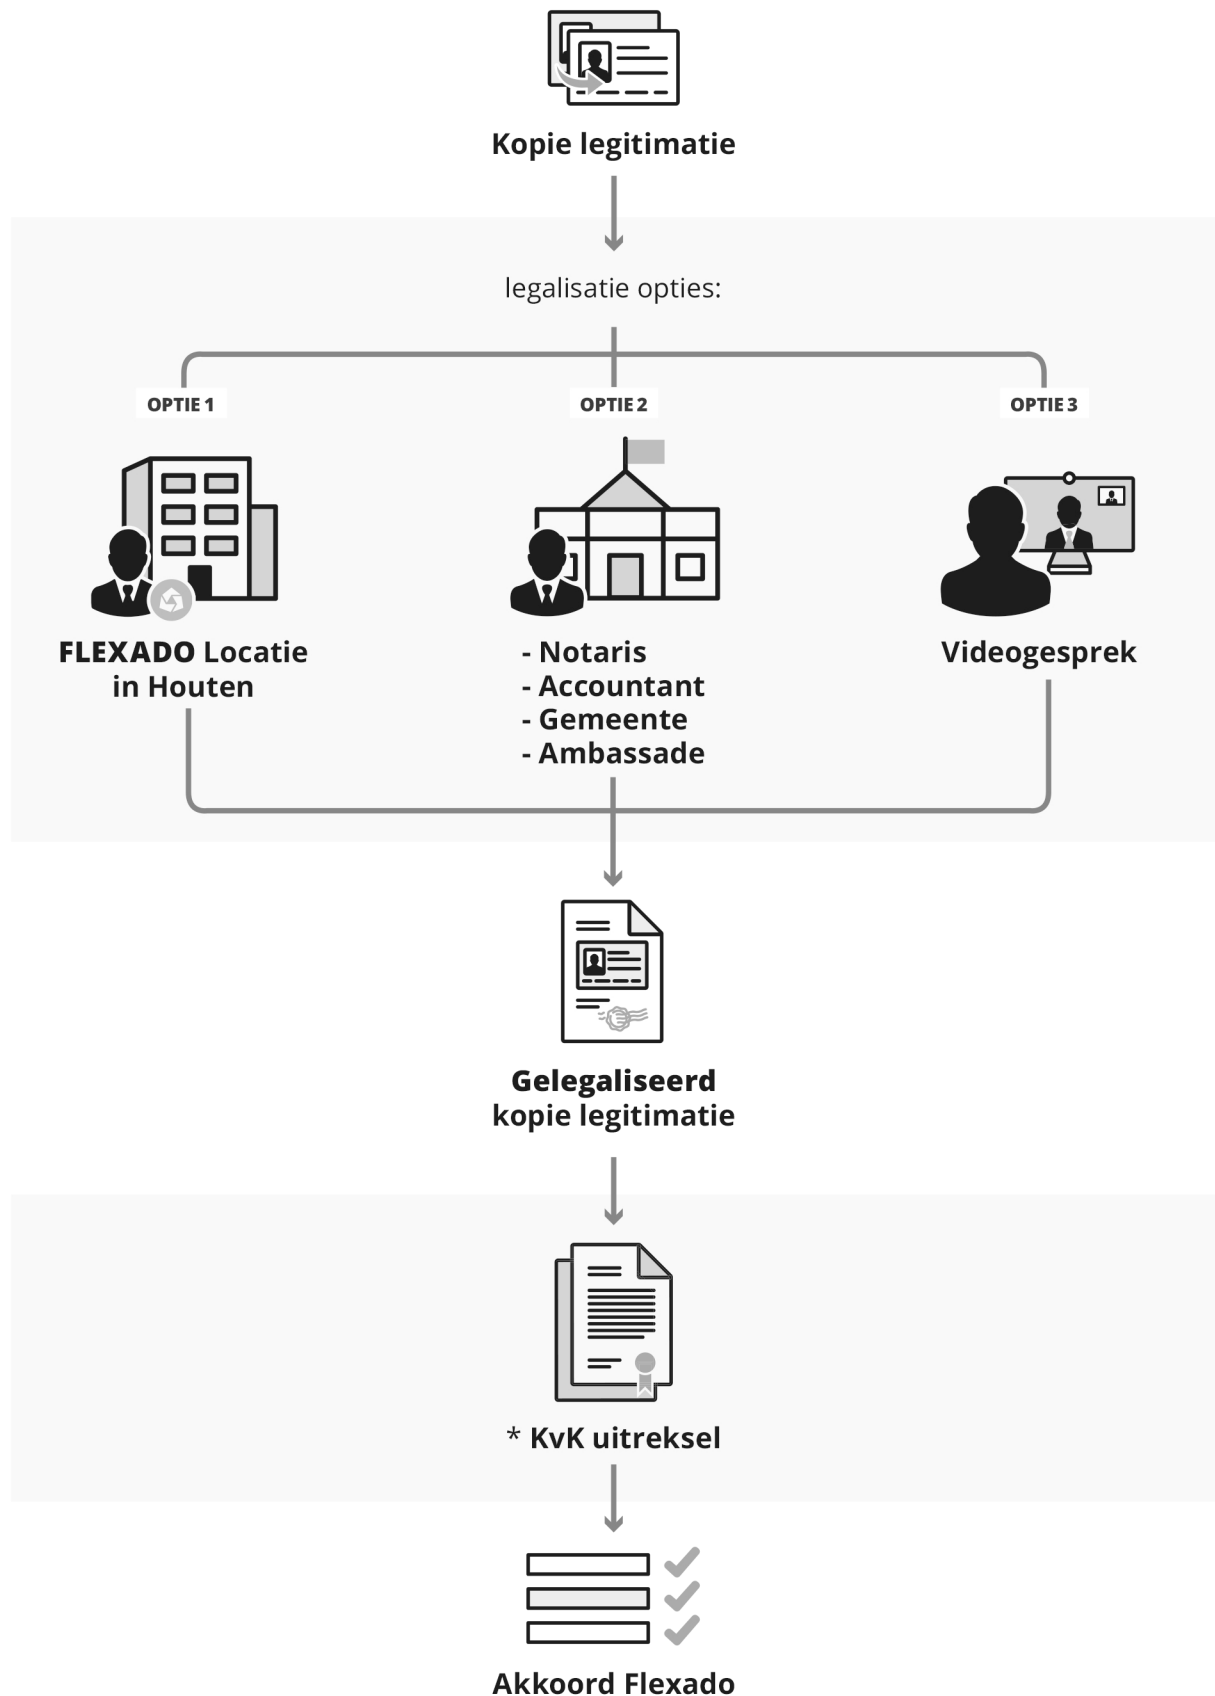 Kopie legitimatie
legalisatie opties:
OPTIE 1
OPTIE 2
OPTIE 3
FLEXADO Locatie
in Houten
- Notaris
- Accountant
- Gemeente
- Ambassade
Videogesprek
Gelegaliseerd
kopie legitimatie
* KvK uitreksel
Akkoord Flexado